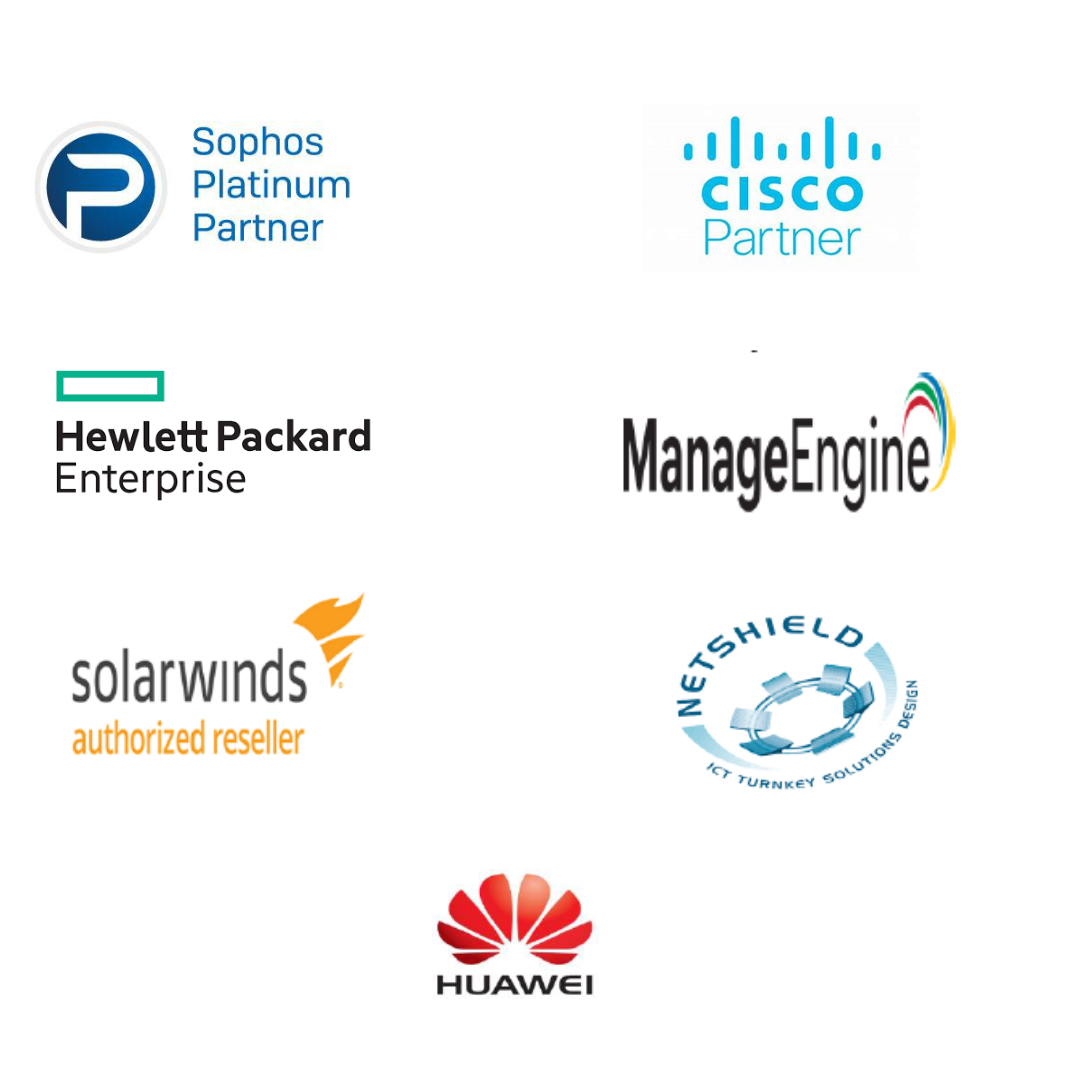 Sophos
Platinum
Partner
CISCO
Partner
Hewlett Packard
Enterprise
ManageEngine
solarwinds
authorized reseller
NETSHIELD
ICT TURNKEY SOLUTIONS DESIGN
HUAWEI